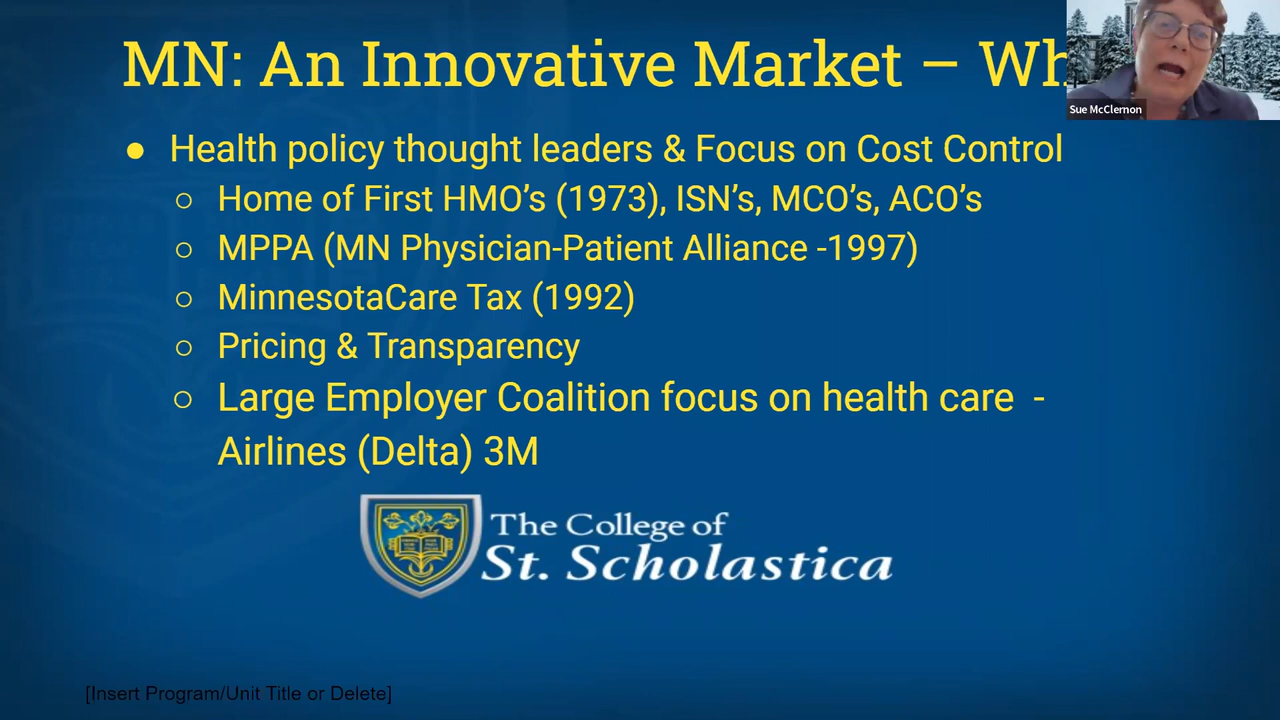 MN: An Innovative Market – Wh
Sue McClernon
● Health policy thought leaders & Focus on Cost Control
○ Home of First HMO’s (1973), ISN’s, MCO’s, ACO’s
○ MPPA (MN Physician-Patient Alliance -1997)
○ MinnesotaCare Tax (1992)
○ Pricing & Transparency
○ Large Employer Coalition focus on health care -
Airlines (Delta) 3M
The College of
St. Scholastica
[Insert Program/Unit Title or Delete]